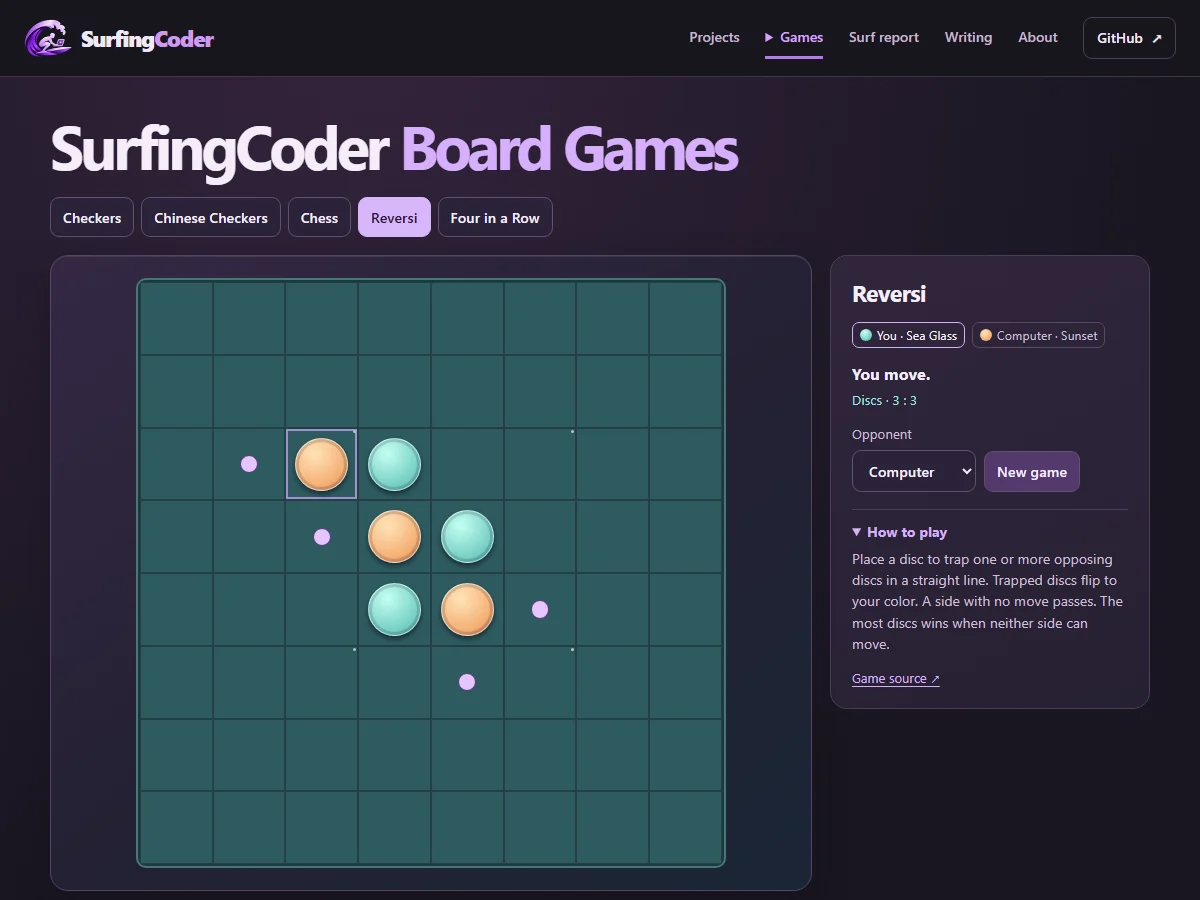 SurfingCoder
Projects
Games
Surf report
Writing
About
GitHub ↗
SurfingCoder Board Games
Checkers
Chinese Checkers
Chess
Reversi
Four in a Row
Reversi
You · Sea Glass
Computer · Sunset
You move.
Discs · 3 : 3
Opponent
Computer
New game
How to play
Place a disc to trap one or more opposing
discs in a straight line. Trapped discs flip to
your color. A side with no move passes. The
most discs wins when neither side can
move.
Game source ↗